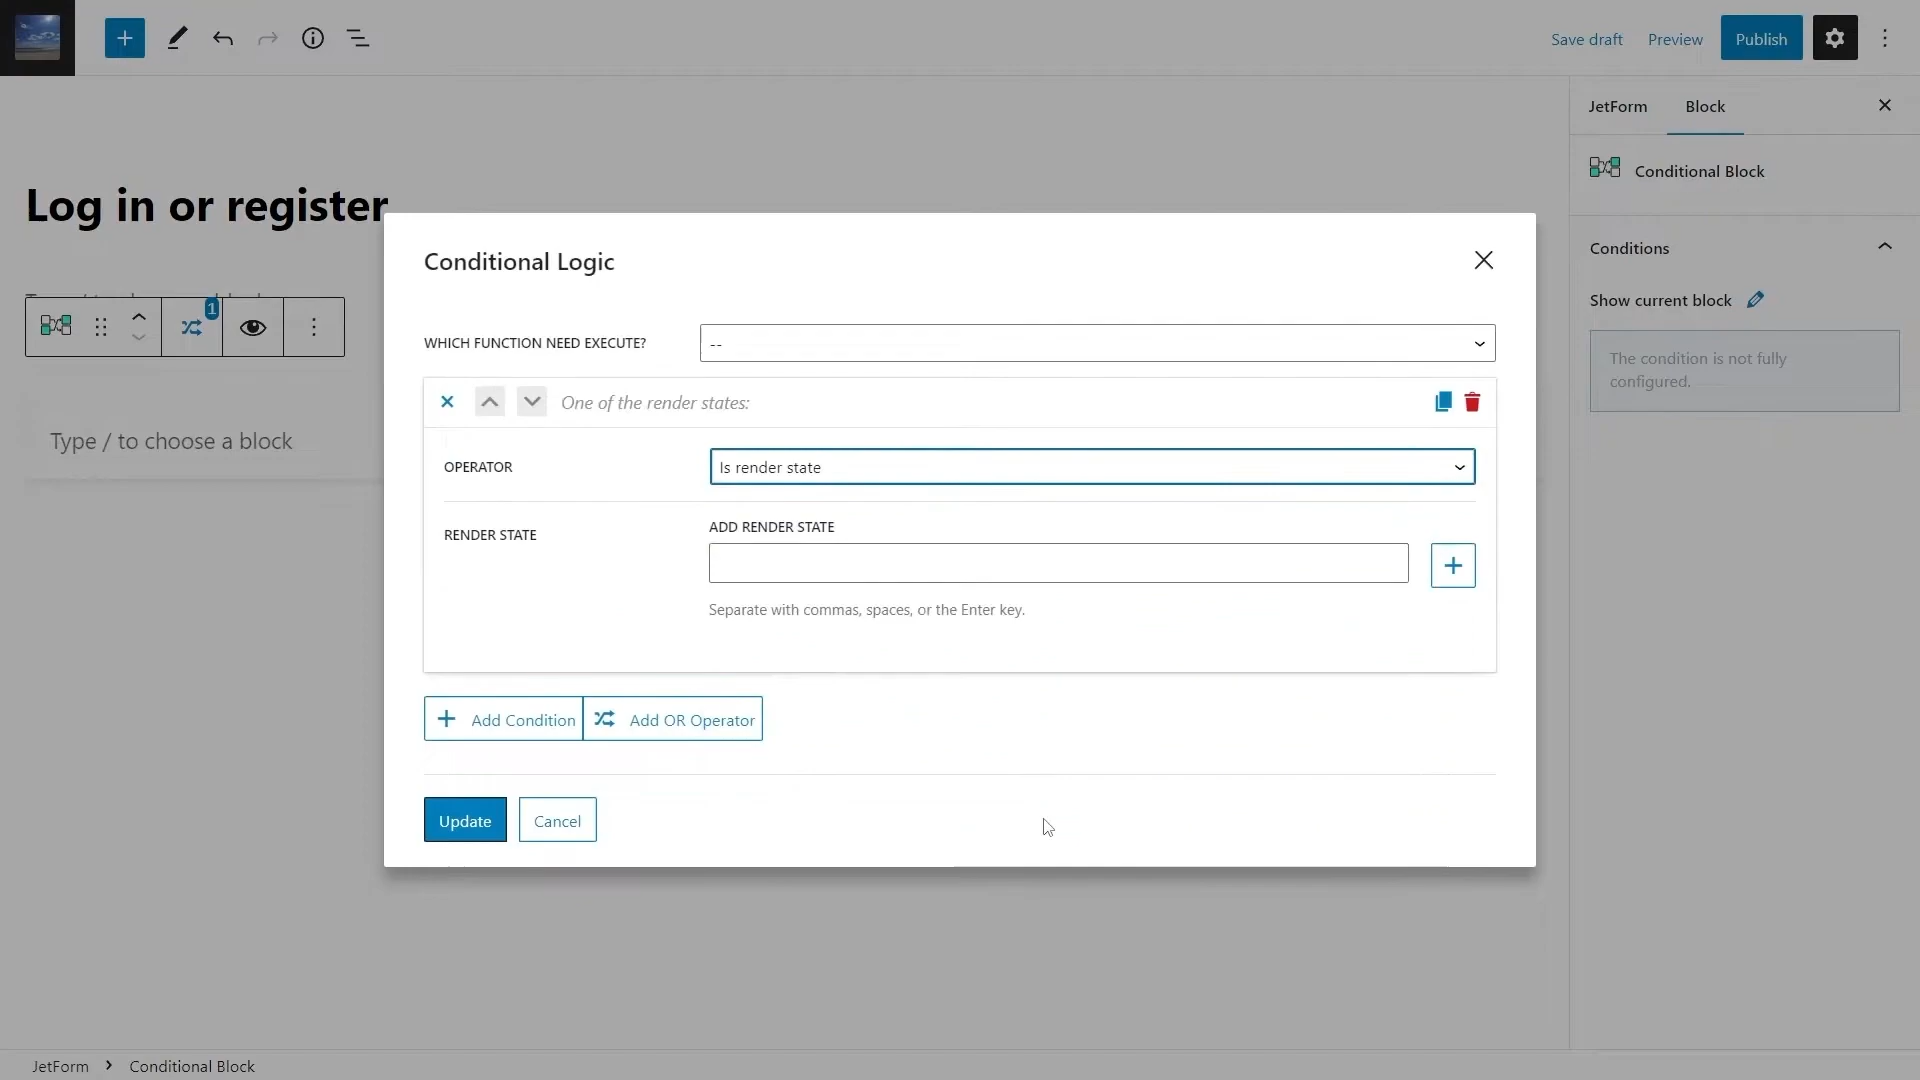 Save draft
Preview
Publish
JetForm
Block
Conditional Block
Log in or register
Conditions
Show current block
The condition is not fully
configured.
1
Type / to choose a block
Conditional Logic
WHICH FUNCTION NEED EXECUTE?
--
One of the render states:
OPERATOR
Is render state
RENDER STATE
ADD RENDER STATE
Separate with commas, spaces, or the Enter key.
Add Condition
Add OR Operator
Update
Cancel
JetForm
Conditional Block